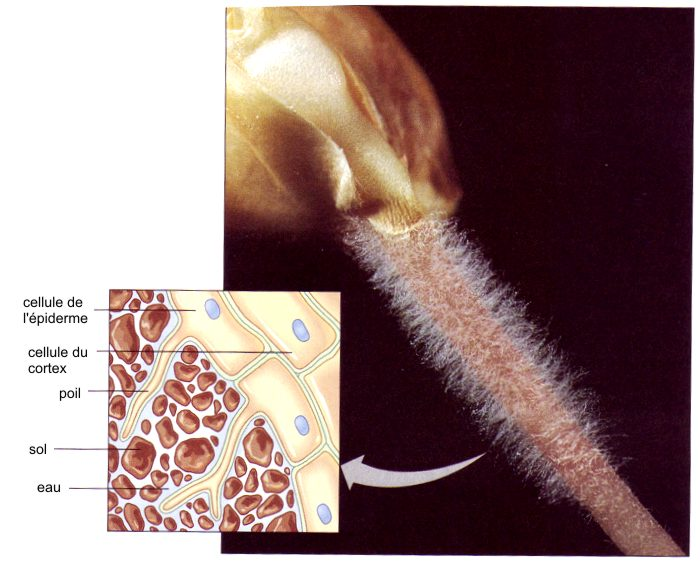 cellule de
l'épiderme
cellule du
cortex
poil
sol
eau